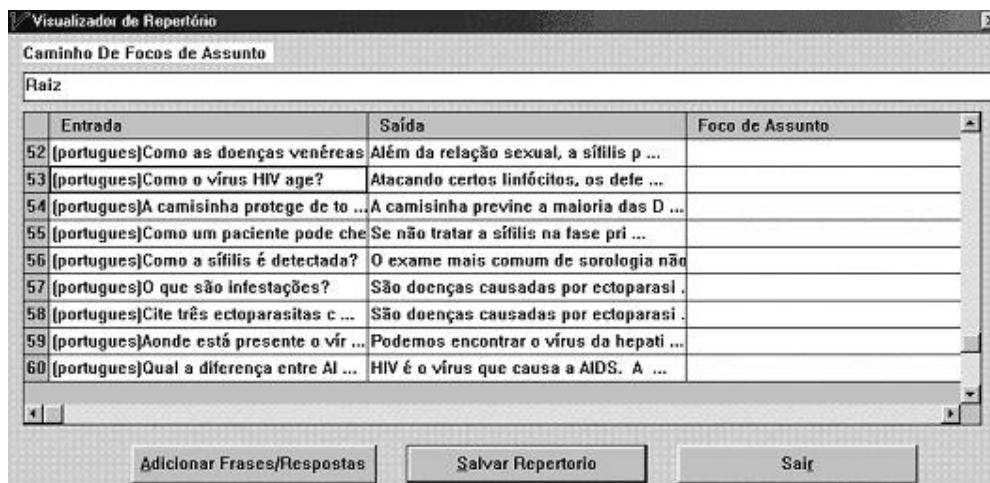 Visualizador de Repertório
Caminho De Focos de Assunto
Raiz
Entrada Saída Foco de Assunto
52 (portugues)Como as doenças venéreas Além da relação sexual, a sífilis p ...
53 (portugues)Como o vírus HIV age? Atacando certos linfócitos, os defe ...
54 (portugues)A camisinha protege de to ... A camisinha previne a maioria das D ...
55 (portugues)Como um paciente pode che Se não tratar a sífilis na fase pri ...
56 (portugues)Como a sífilis é detectada? O exame mais comum de sorologia não
57 (portugues)O que são infestações? São doenças causadas por ectoparasi .
58 (portugues)Cite três ectoparasitas c ... São doenças causadas por ectoparasi .
59 (portugues)Aonde está presente o vír ... Podemos encontrar o vírus da hepati ...
60 (portugues)Qual a diferença entre AI ... HIV é o vírus que causa a AIDS. A ...
Adicionar Frases/Respostas Salvar Repertorio Sair